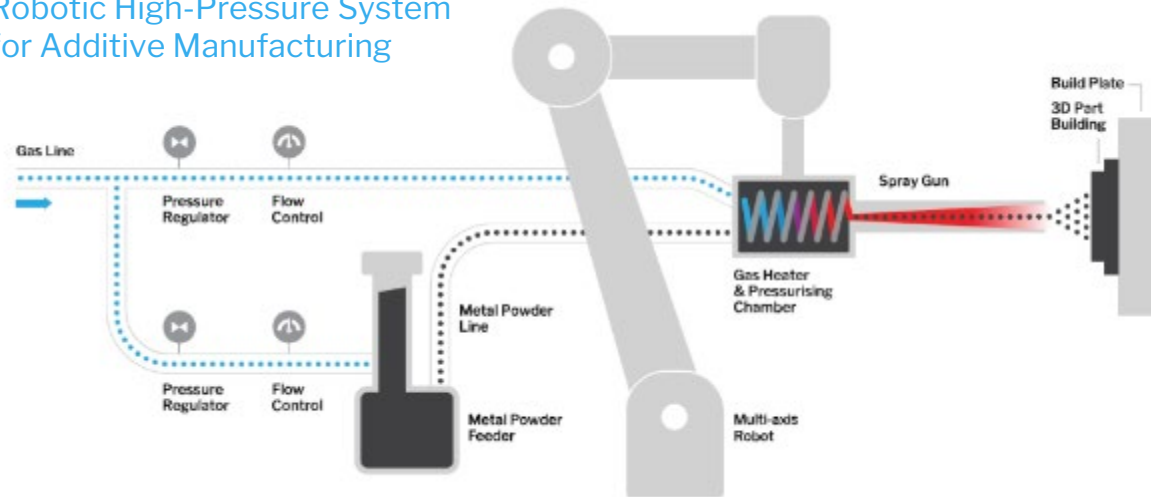 Robotic High-Pressure System
for Additive Manufacturing
Gas Line
Pressure
Regulator
Flow
Control
Pressure
Regulator
Flow
Control
Metal Powder
Line
Metal Powder
Feeder
Multi-axis
Robot
Gas Heater
& Pressurising
Chamber
Spray Gun
Build Plate
3D Part
Building